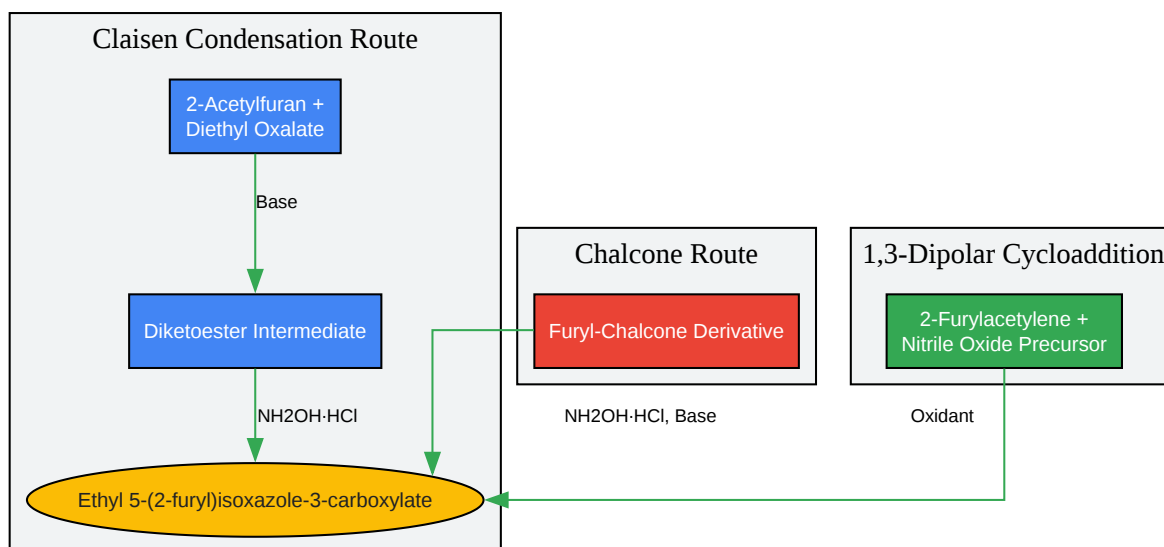 Claisen Condensation Route
2-Acetylfuran +
Diethyl Oxalate
Base
Diketoester Intermediate
NH2OH·HCl
Ethyl 5-(2-furyl)isoxazole-3-carboxylate
Chalcone Route
Furyl-Chalcone Derivative
NH2OH·HCl, Base
1,3-Dipolar Cycloaddition
2-Furylacetylene +
Nitrile Oxide Precursor
Oxidant